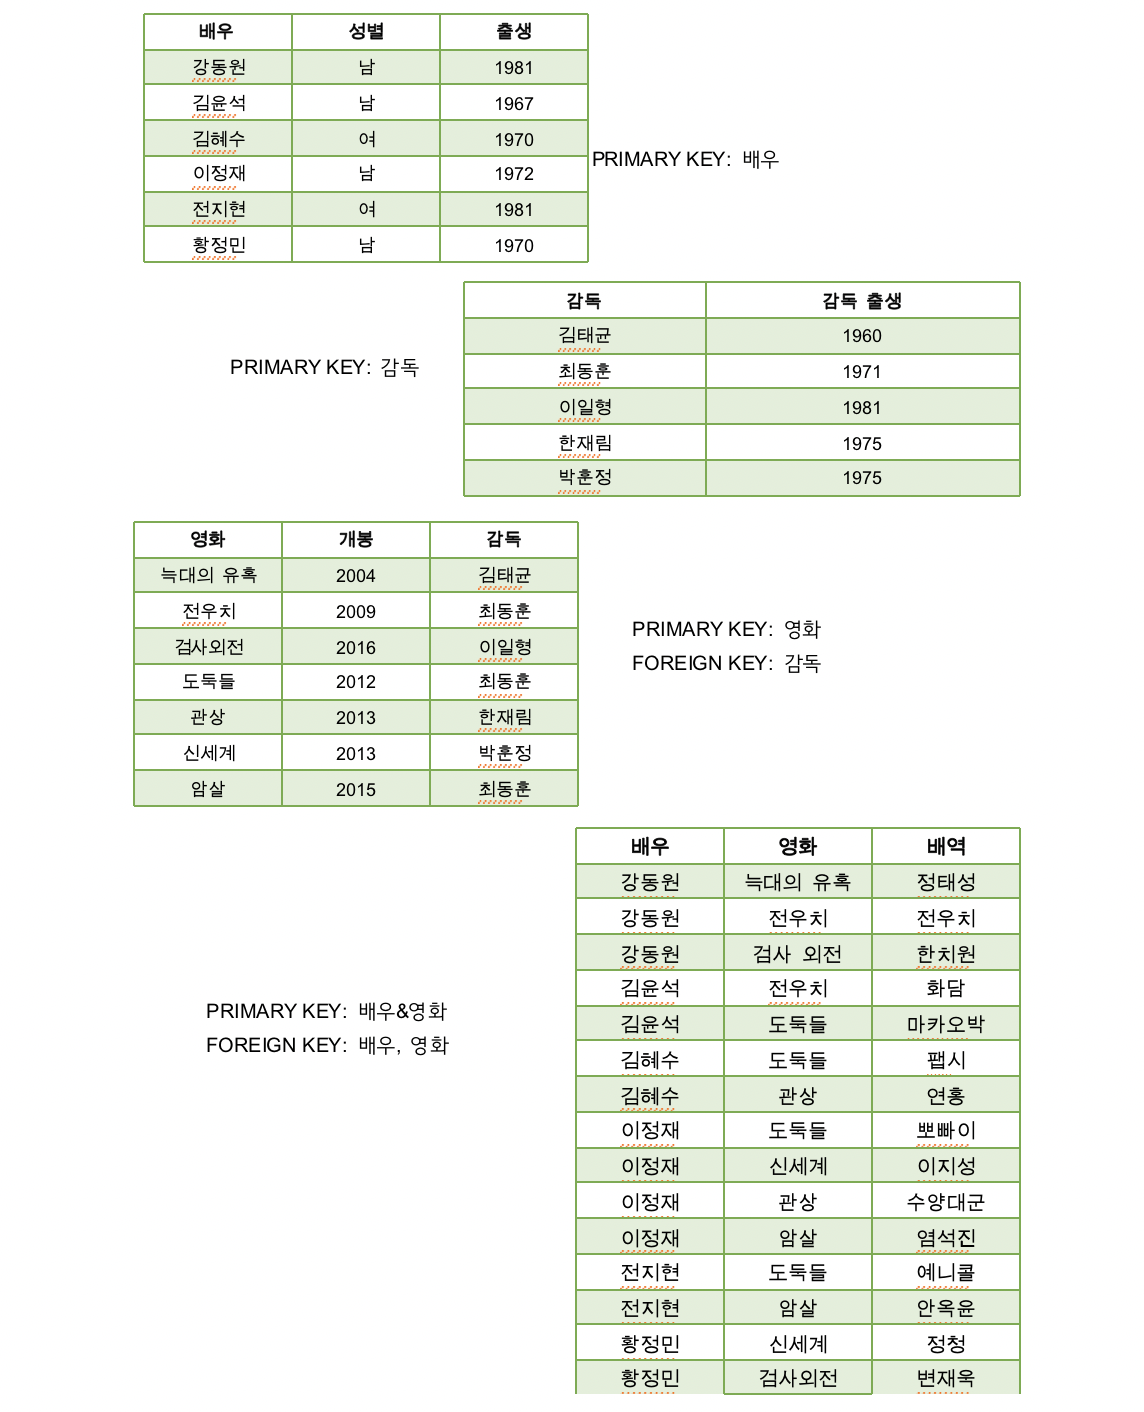 배우 성별 출생
강동원 남 1981
김윤석 남 1967
김혜수 여 1970
이정재 남 1972
전지현 여 1981
황정민 남 1970
PRIMARY KEY: 배우
감독 감독 출생
김태균 1960
최동훈 1971
이일형 1981
한재림 1975
박훈정 1975
PRIMARY KEY: 감독
영화 개봉 감독
늑대의 유혹 2004 김태균
전우치 2009 최동훈
검사외전 2016 이일형
도둑들 2012 최동훈
관상 2013 한재림
신세계 2013 박훈정
암살 2015 최동훈
PRIMARY KEY: 영화
FOREIGN KEY: 감독
배우 영화 배역
강동원 늑대의 유혹 정태성
강동원 전우치 전우치
강동원 검사 외전 한치원
김윤석 전우치 화담
김윤석 도둑들 마카오박
김혜수 도둑들 팹시
김혜수 관상 연홍
이정재 도둑들 뽀빠이
이정재 신세계 이지성
이정재 관상 수양대군
이정재 암살 염석진
전지현 도둑들 예니콜
전지현 암살 안옥윤
황정민 신세계 정청
황정민 검사외전 변재욱
PRIMARY KEY: 배우&영화
FOREIGN KEY: 배우, 영화